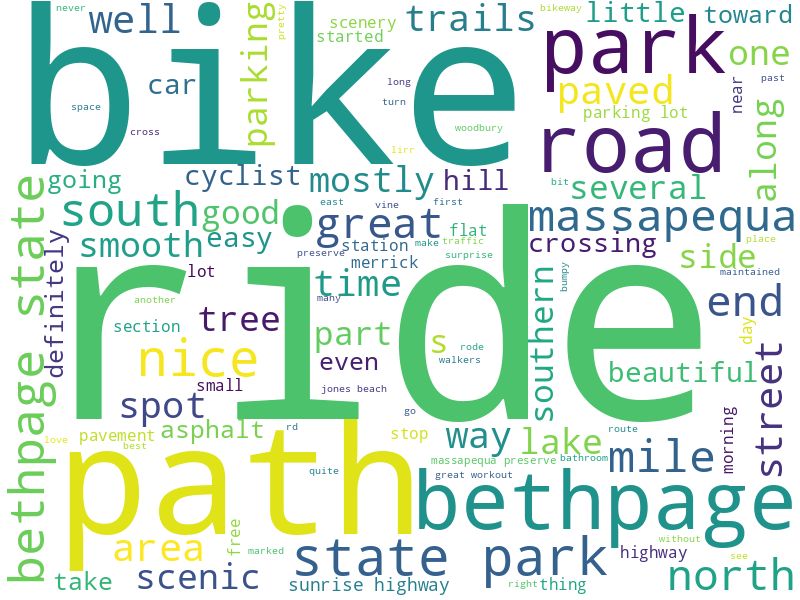 never
well
scenery
started
trails
little
toward
bikeway
pretty
bike
park
one
parking
car
long
turn
space
cross
paved
parking lot
near
past
woodbury
lirr
road
along
going
cyclist
mostly
hill
bit
several
bethpage state
south
good
great
east
vine
first
flat
massapequa
smooth
easy
station
make
traffic
crossing
side
place
definitely
preserve
merrick
surprise
lot
time
bumpy
maintained
ride
another
many
southern
end
section
tree
part
s
rode
walkers
day
nice
even
beautiful
small
jones beach
spot
go
street
love
pavement
best
asphalt
rd
stop
way
lake
route
morning
path
quite
massapequa preserve
bathroom
mile
great workout
bethpage
area
free
marked
state park
highway
without
see
take
scenic
sunrise highway
right
thing
north